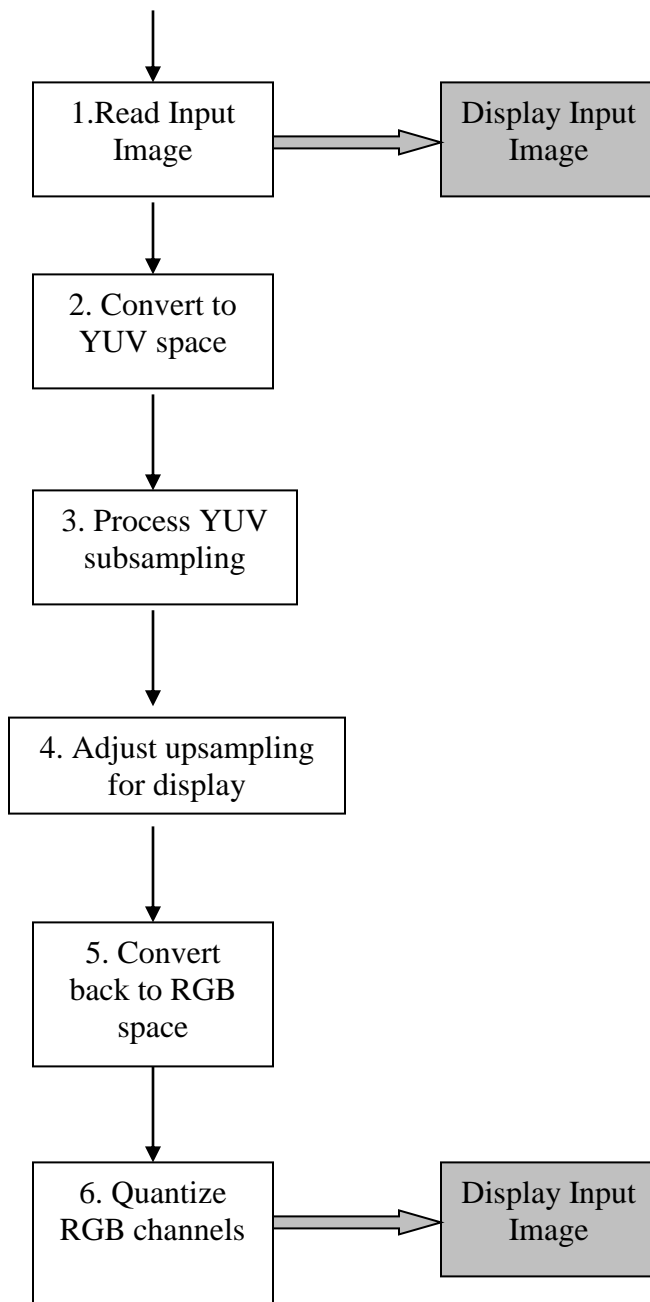 1.Read Input
Image
Display Input
Image
2. Convert to
YUV space
3. Process YUV
subsampling
4. Adjust upsampling
for display
5. Convert
back to RGB
space
6. Quantize
RGB channels
Display Input
Image